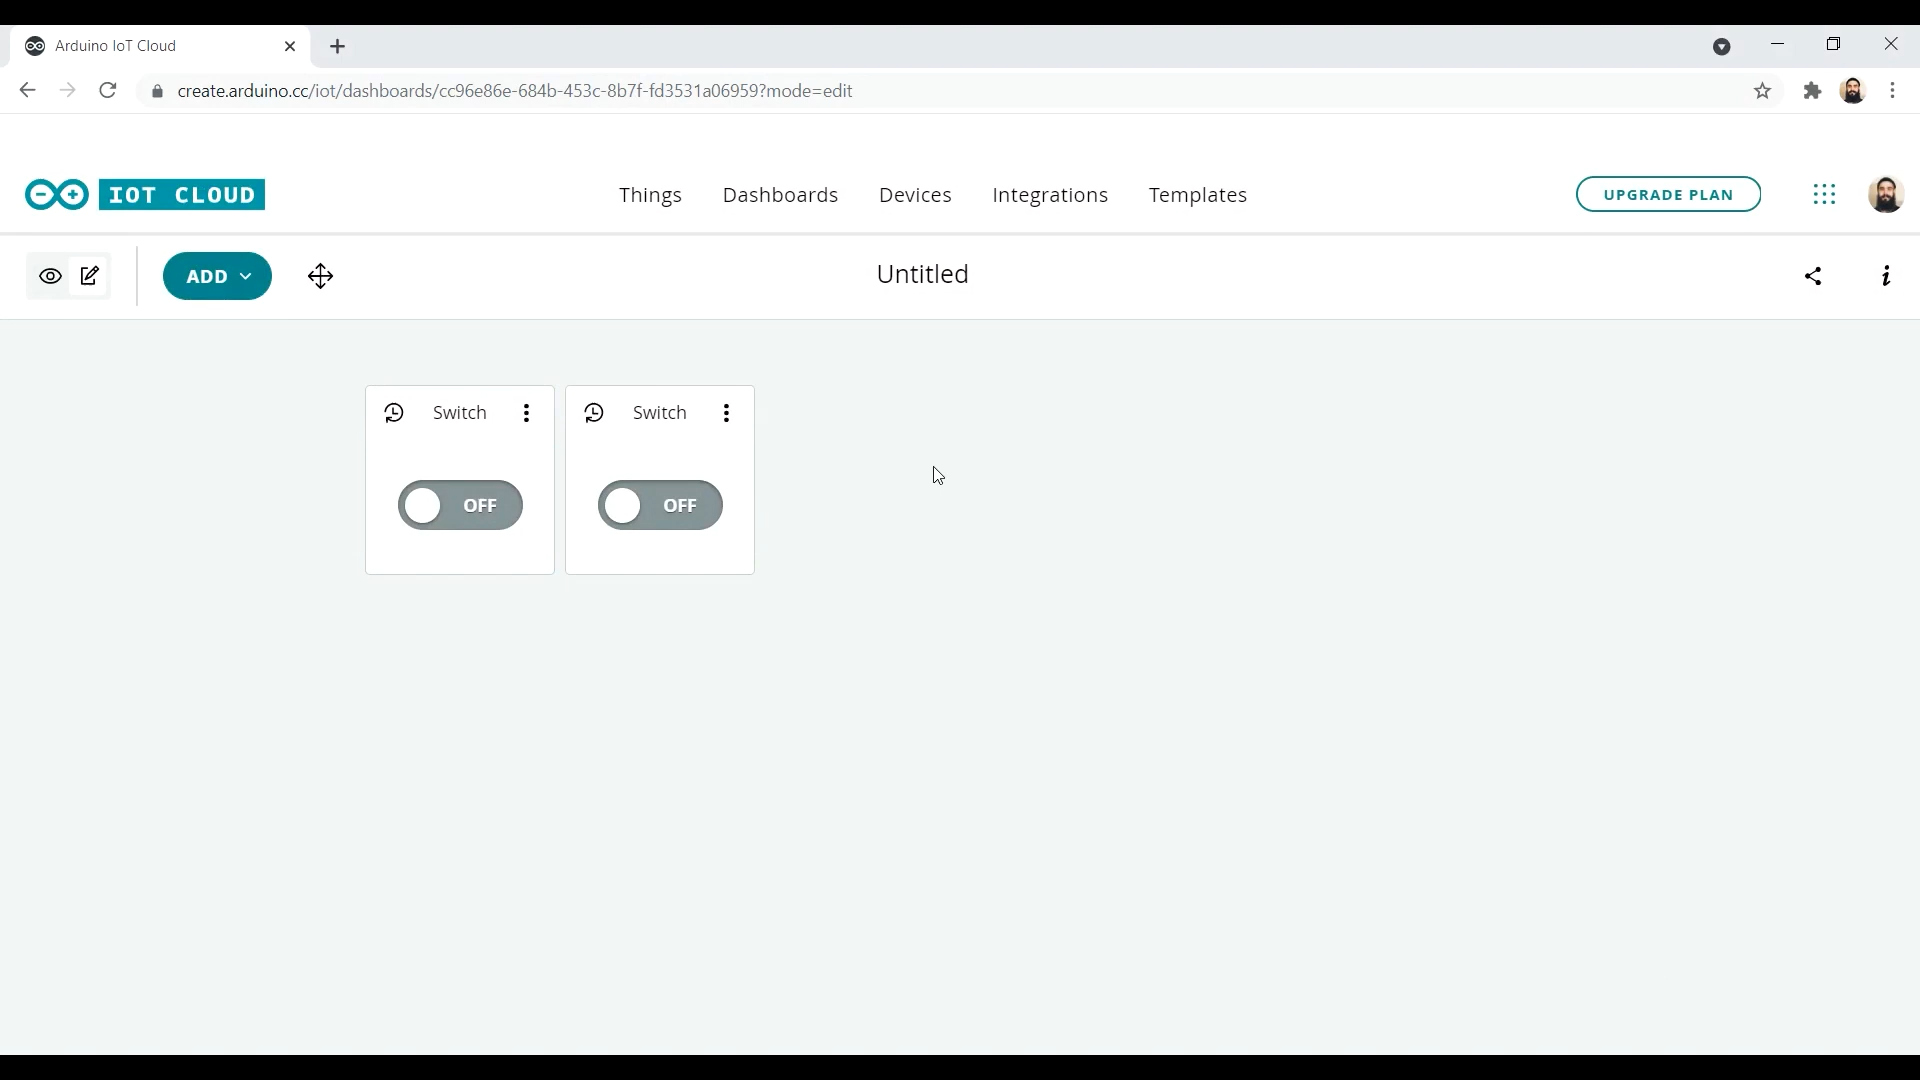 Arduino IoT Cloud
create.arduino.cc/iot/dashboards/cc96e86e-684b-453c-8b7f-fd3531a06959?mode=edit
IOT CLOUD
Things Dashboards Devices Integrations Templates
UPGRADE PLAN
ADD
Untitled
Switch
OFF
Switch
OFF